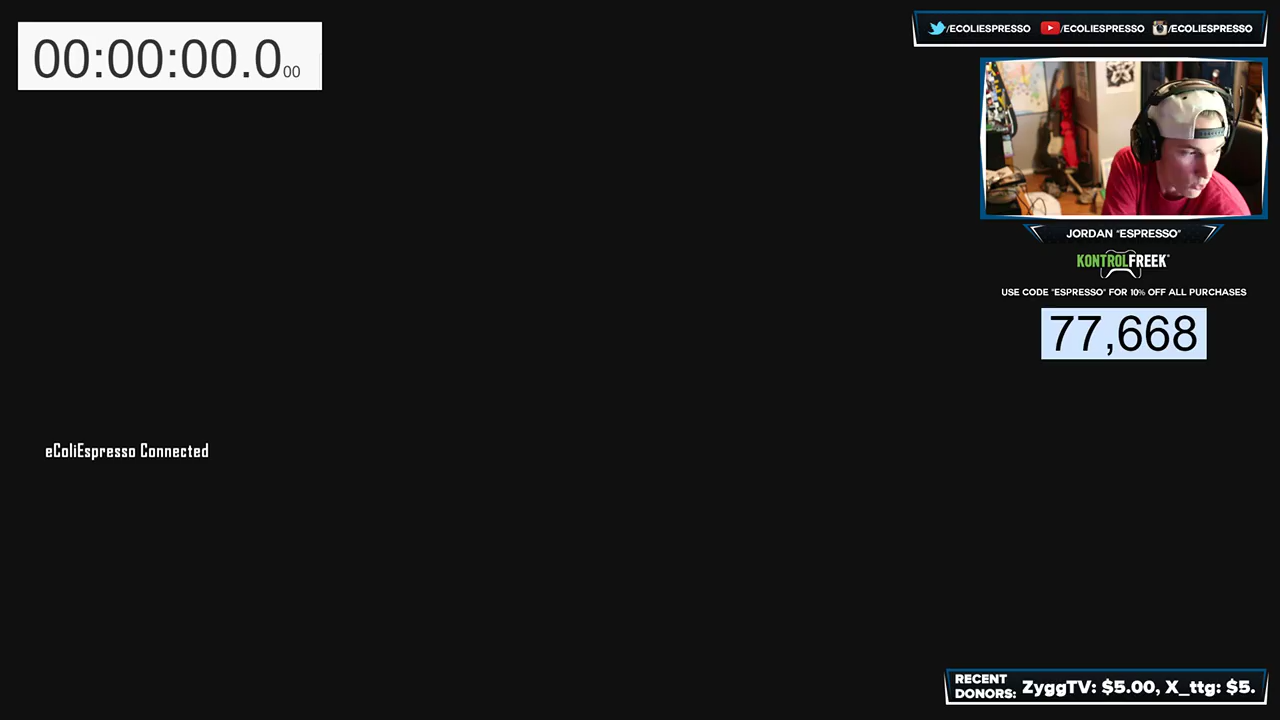 00:00:00.000
/ECOLIESPRESSO /ECOLIESPRESSO /ECOLIESPRESSO
JORDAN "ESPRESSO"
KONTROLFREEK
USE CODE "ESPRESSO" FOR 10% OFF ALL PURCHASES
77,668
eColiEspresso Connected
RECENT DONORS: ZyggTV: $5.00, X_ttg: $5.